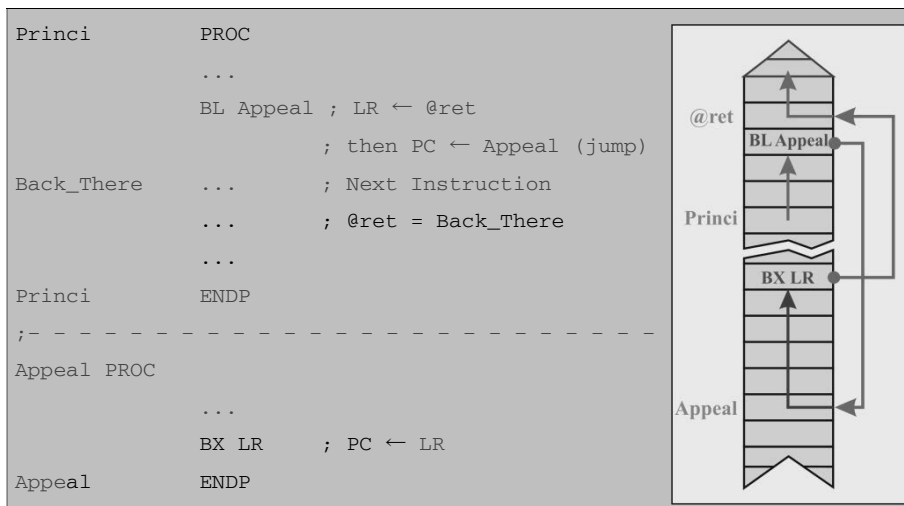 Princi PROC
...
BL Appeal ; LR ← @ret
; then PC ← Appeal (jump)
Back_There ... ; Next Instruction
... ; @ret = Back_There
...
Princi ENDP
;- - - - - - - - - - - - - - - - - - - - - - - - - -
Appeal PROC
...
BX LR ; PC ← LR
Appeal ENDP
@ret
BL Appeal
Princi
BX LR
Appeal